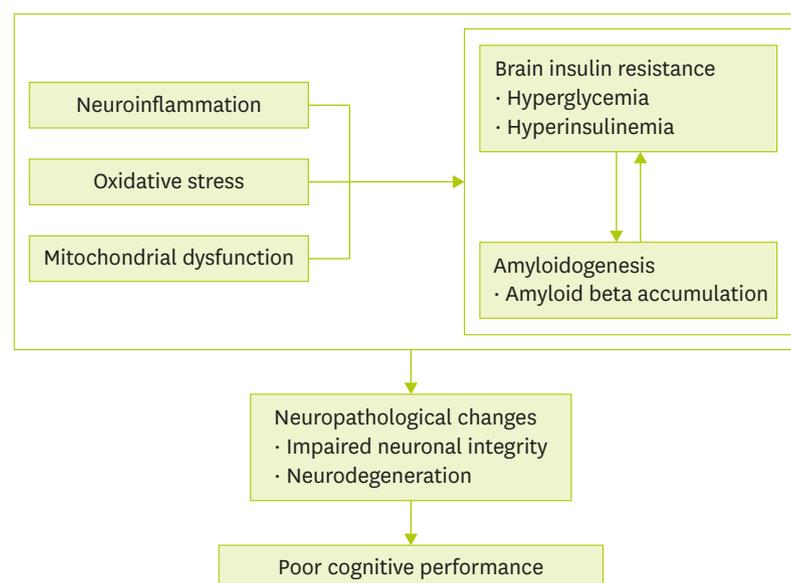 Neuroinflammation
Oxidative stress
Mitochondrial dysfunction
Brain insulin resistance
· Hyperglycemia
· Hyperinsulinemia
Amyloidogenesis
· Amyloid beta accumulation
Neuropathological changes
· Impaired neuronal integrity
· Neurodegeneration
Poor cognitive performance